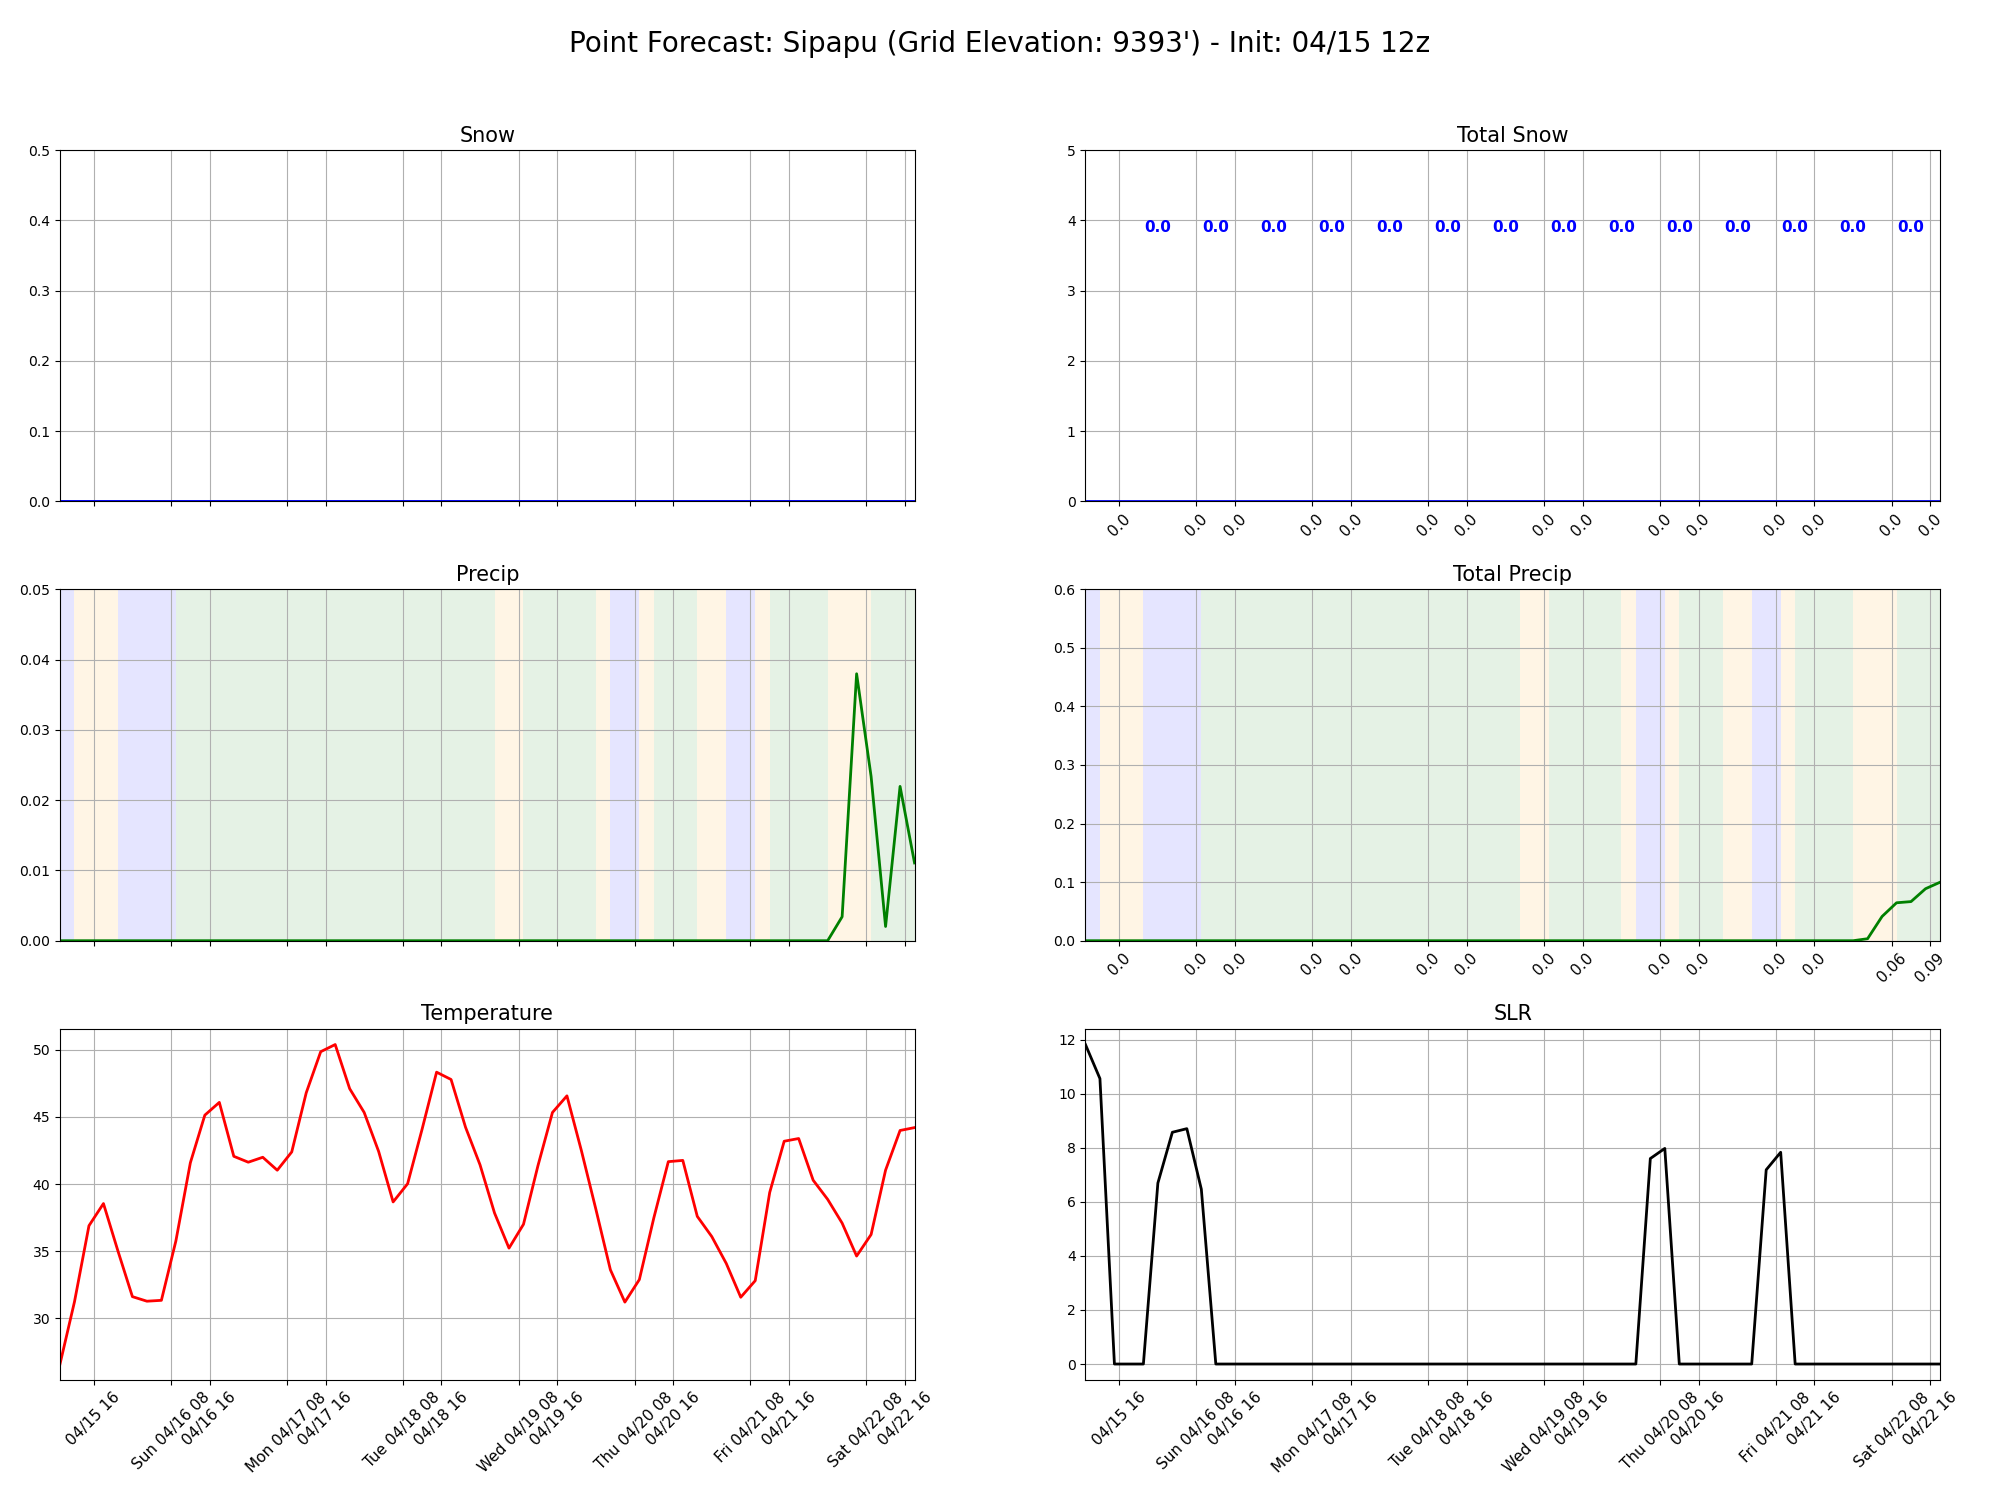 Point Forecast: Sipapu (Grid Elevation: 9393') - Init: 04/15 12z
Snow
0.5
0.4
0.3
0.2
0.1
0.0
Total Snow
5
4
3
2
1
0
0.0 0.0 0.0 0.0 0.0 0.0 0.0 0.0 0.0 0.0 0.0 0.0 0.0 0.0
0.0 0.0 0.0 0.0 0.0 0.0 0.0 0.0 0.0 0.0 0.0 0.0 0.0 0.0 0.0
Precip
0.05
0.04
0.03
0.02
0.01
0.00
Total Precip
0.6
0.5
0.4
0.3
0.2
0.1
0.0
0.0 0.0 0.0 0.0 0.0 0.0 0.0 0.0 0.0 0.0 0.0 0.0 0.0 0.06 0.09
Temperature
50
45
40
35
30
04/15 16
Sun 04/16 08
04/16 16
Mon 04/17 08
04/17 16
Tue 04/18 08
04/18 16
Wed 04/19 08
04/19 16
Thu 04/20 08
04/20 16
Fri 04/21 08
04/21 16
Sat 04/22 08
04/22 16
SLR
12
10
8
6
4
2
0
04/15 16
Sun 04/16 08
04/16 16
Mon 04/17 08
04/17 16
Tue 04/18 08
04/18 16
Wed 04/19 08
04/19 16
Thu 04/20 08
04/20 16
Fri 04/21 08
04/21 16
Sat 04/22 08
04/22 16